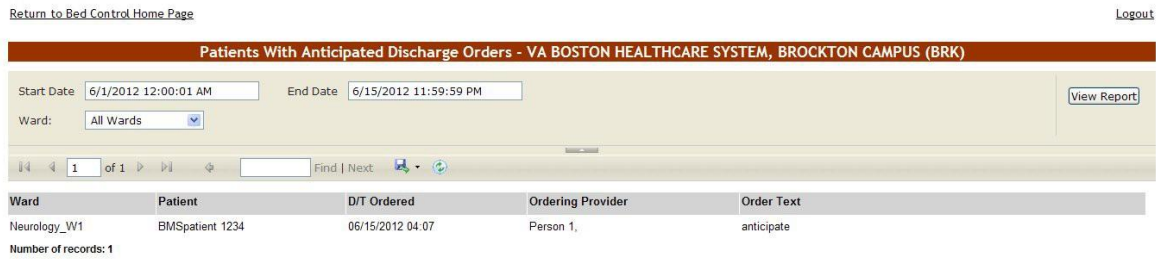 Return to Bed Control Home Page Logout
Patients With Anticipated Discharge Orders - VA BOSTON HEALTHCARE SYSTEM, BROCKTON CAMPUS (BRK)
Start Date 6/1/2012 12:00:01 AM End Date 6/15/2012 11:59:59 PM View Report
Ward: All Wards
1 of 1 Find | Next
Ward Patient D/T Ordered Ordering Provider Order Text
Neurology_W1 BMSpatient 1234 06/15/2012 04:07 Person 1, anticipate
Number of records: 1